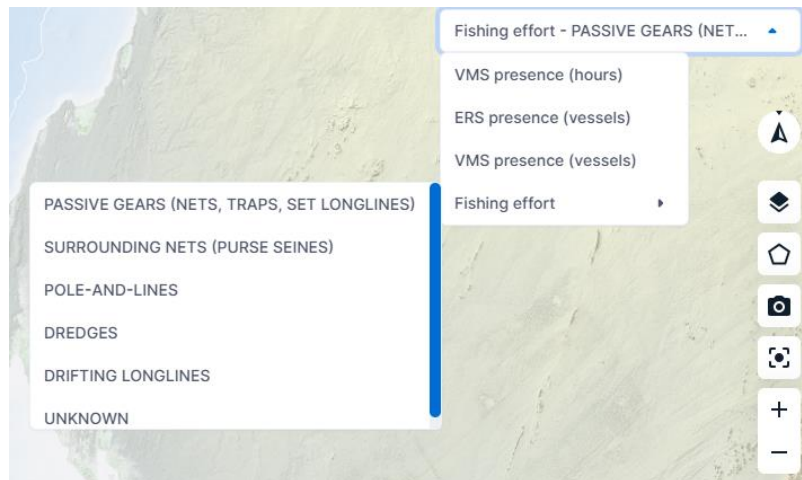 Fishing effort - PASSIVE GEARS (NET...
VMS presence (hours)
ERS presence (vessels)
VMS presence (vessels)
Fishing effort
PASSIVE GEARS (NETS, TRAPS, SET LONGLINES)
SURROUNDING NETS (PURSE SEINES)
POLE-AND-LINES
DREDGES
DRIFTING LONGLINES
UNKNOWN